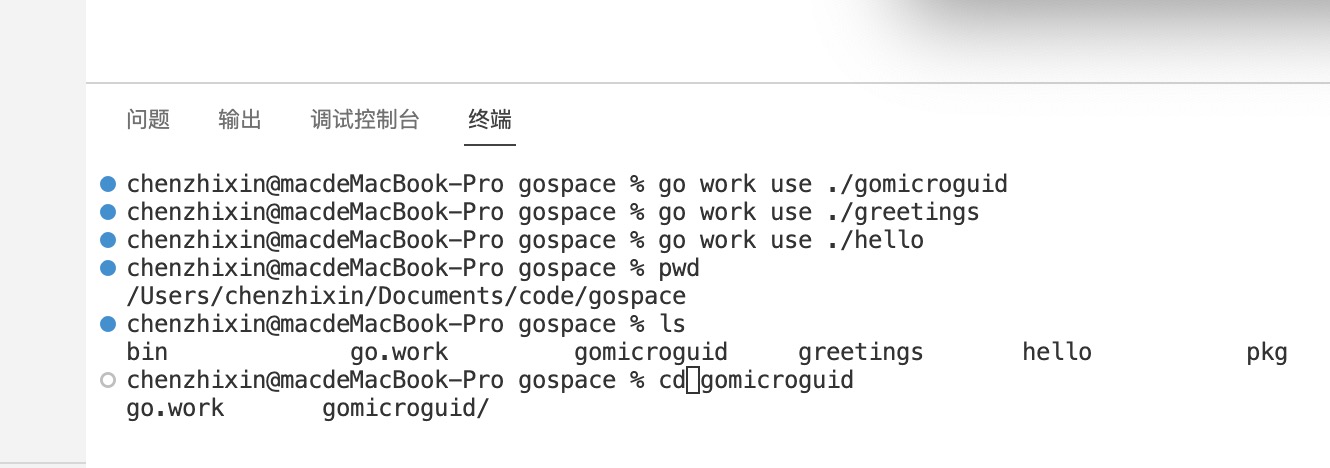 问题 输出 调试控制台 终端
chenzhixin@macdeMacBook-Pro gospace % go work use ./gomicroguid
chenzhixin@macdeMacBook-Pro gospace % go work use ./greetings
chenzhixin@macdeMacBook-Pro gospace % go work use ./hello
chenzhixin@macdeMacBook-Pro gospace % pwd
/Users/chenzhixin/Documents/code/gospace
chenzhixin@macdeMacBook-Pro gospace % ls
bin go.work gomicroguid greetings hello pkg
chenzhixin@macdeMacBook-Pro gospace % cd gomicroguid
go.work gomicroguid/